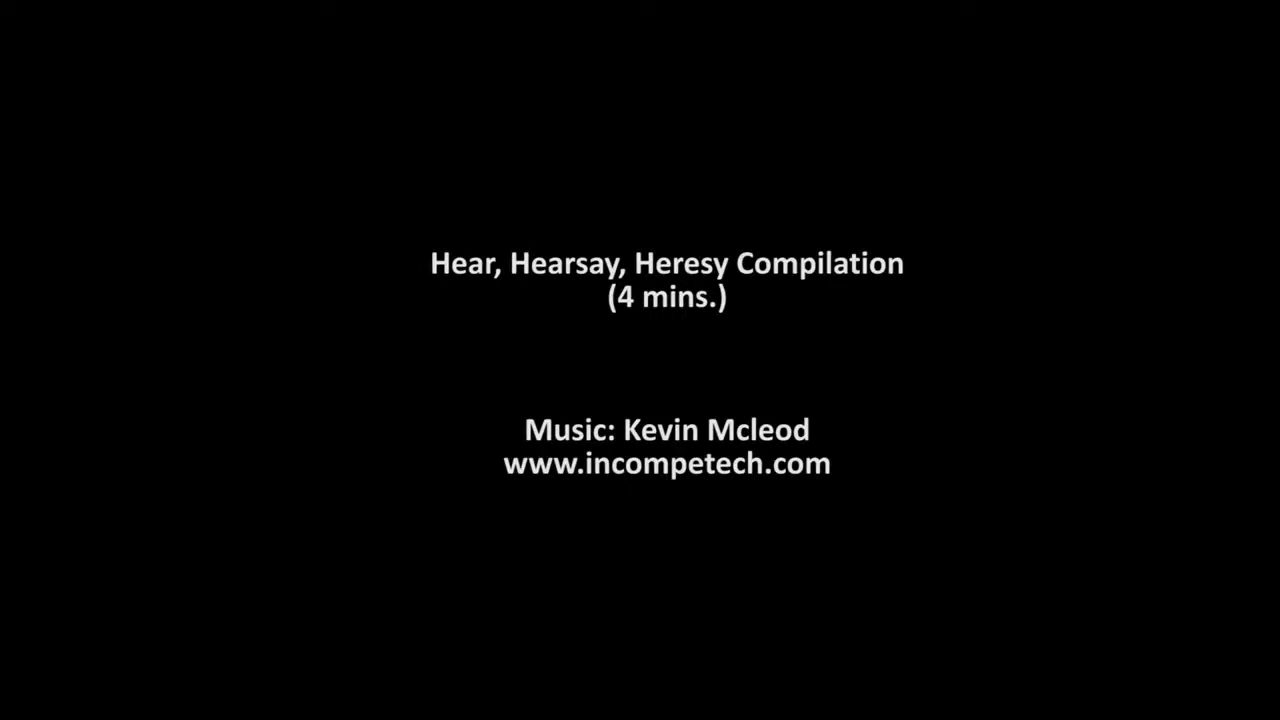 Hear, Hearsay, Heresy Compilation
(4 mins.)
Music: Kevin Mcleod
www.incompetech.com